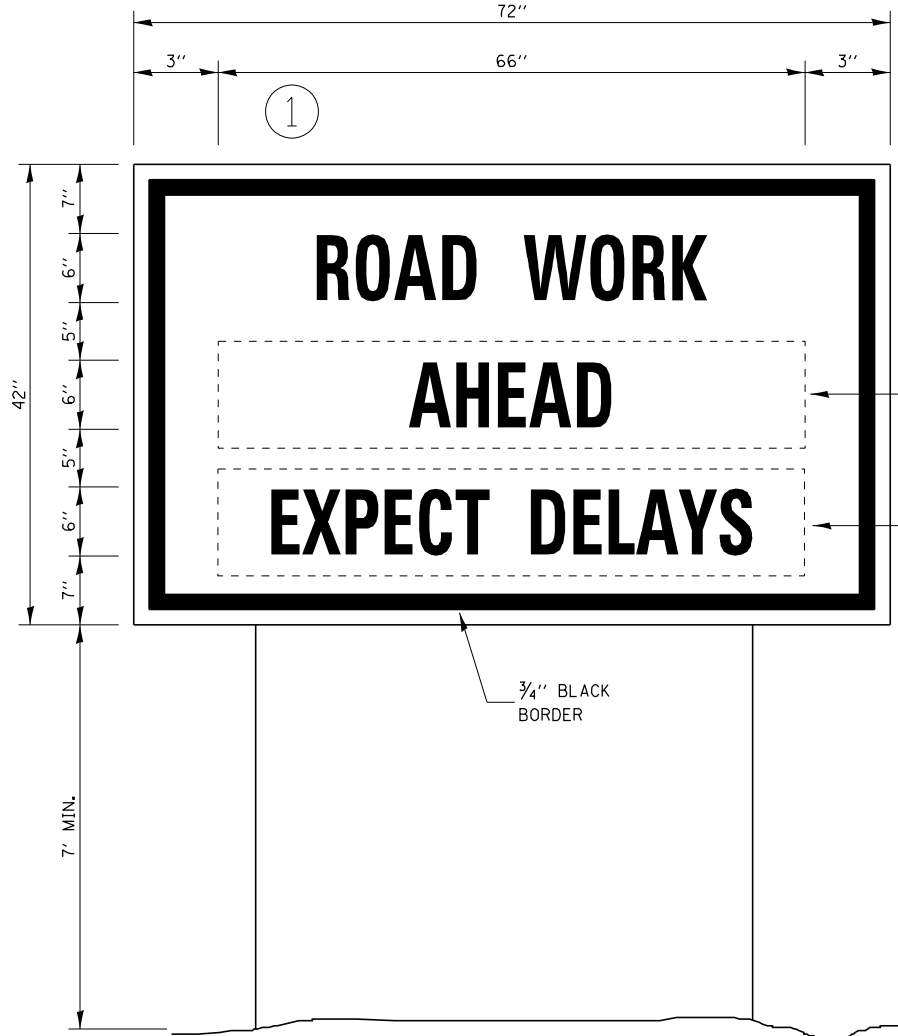 72''
3'' 66'' 3''
1
7''
6''
5''
6''
5''
6''
7''
42''
ROAD WORK
AHEAD
EXPECT DELAYS
3/4'' BLACK
BORDER
7' MIN.